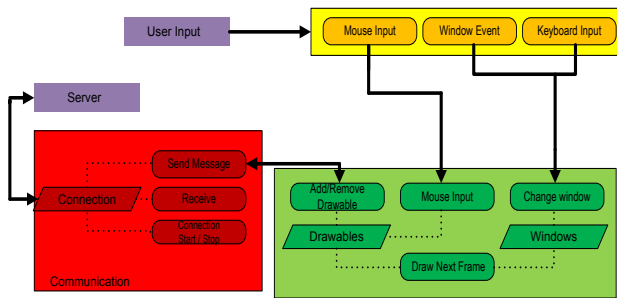 User Input
Mouse Input
Window Event
Keyboard Input
Server
Send Message
Connection
Receive
Connection
Start / Stop
Communication
Add/Remove
Drawable
Mouse Input
Change window
Drawables
Windows
Draw Next Frame